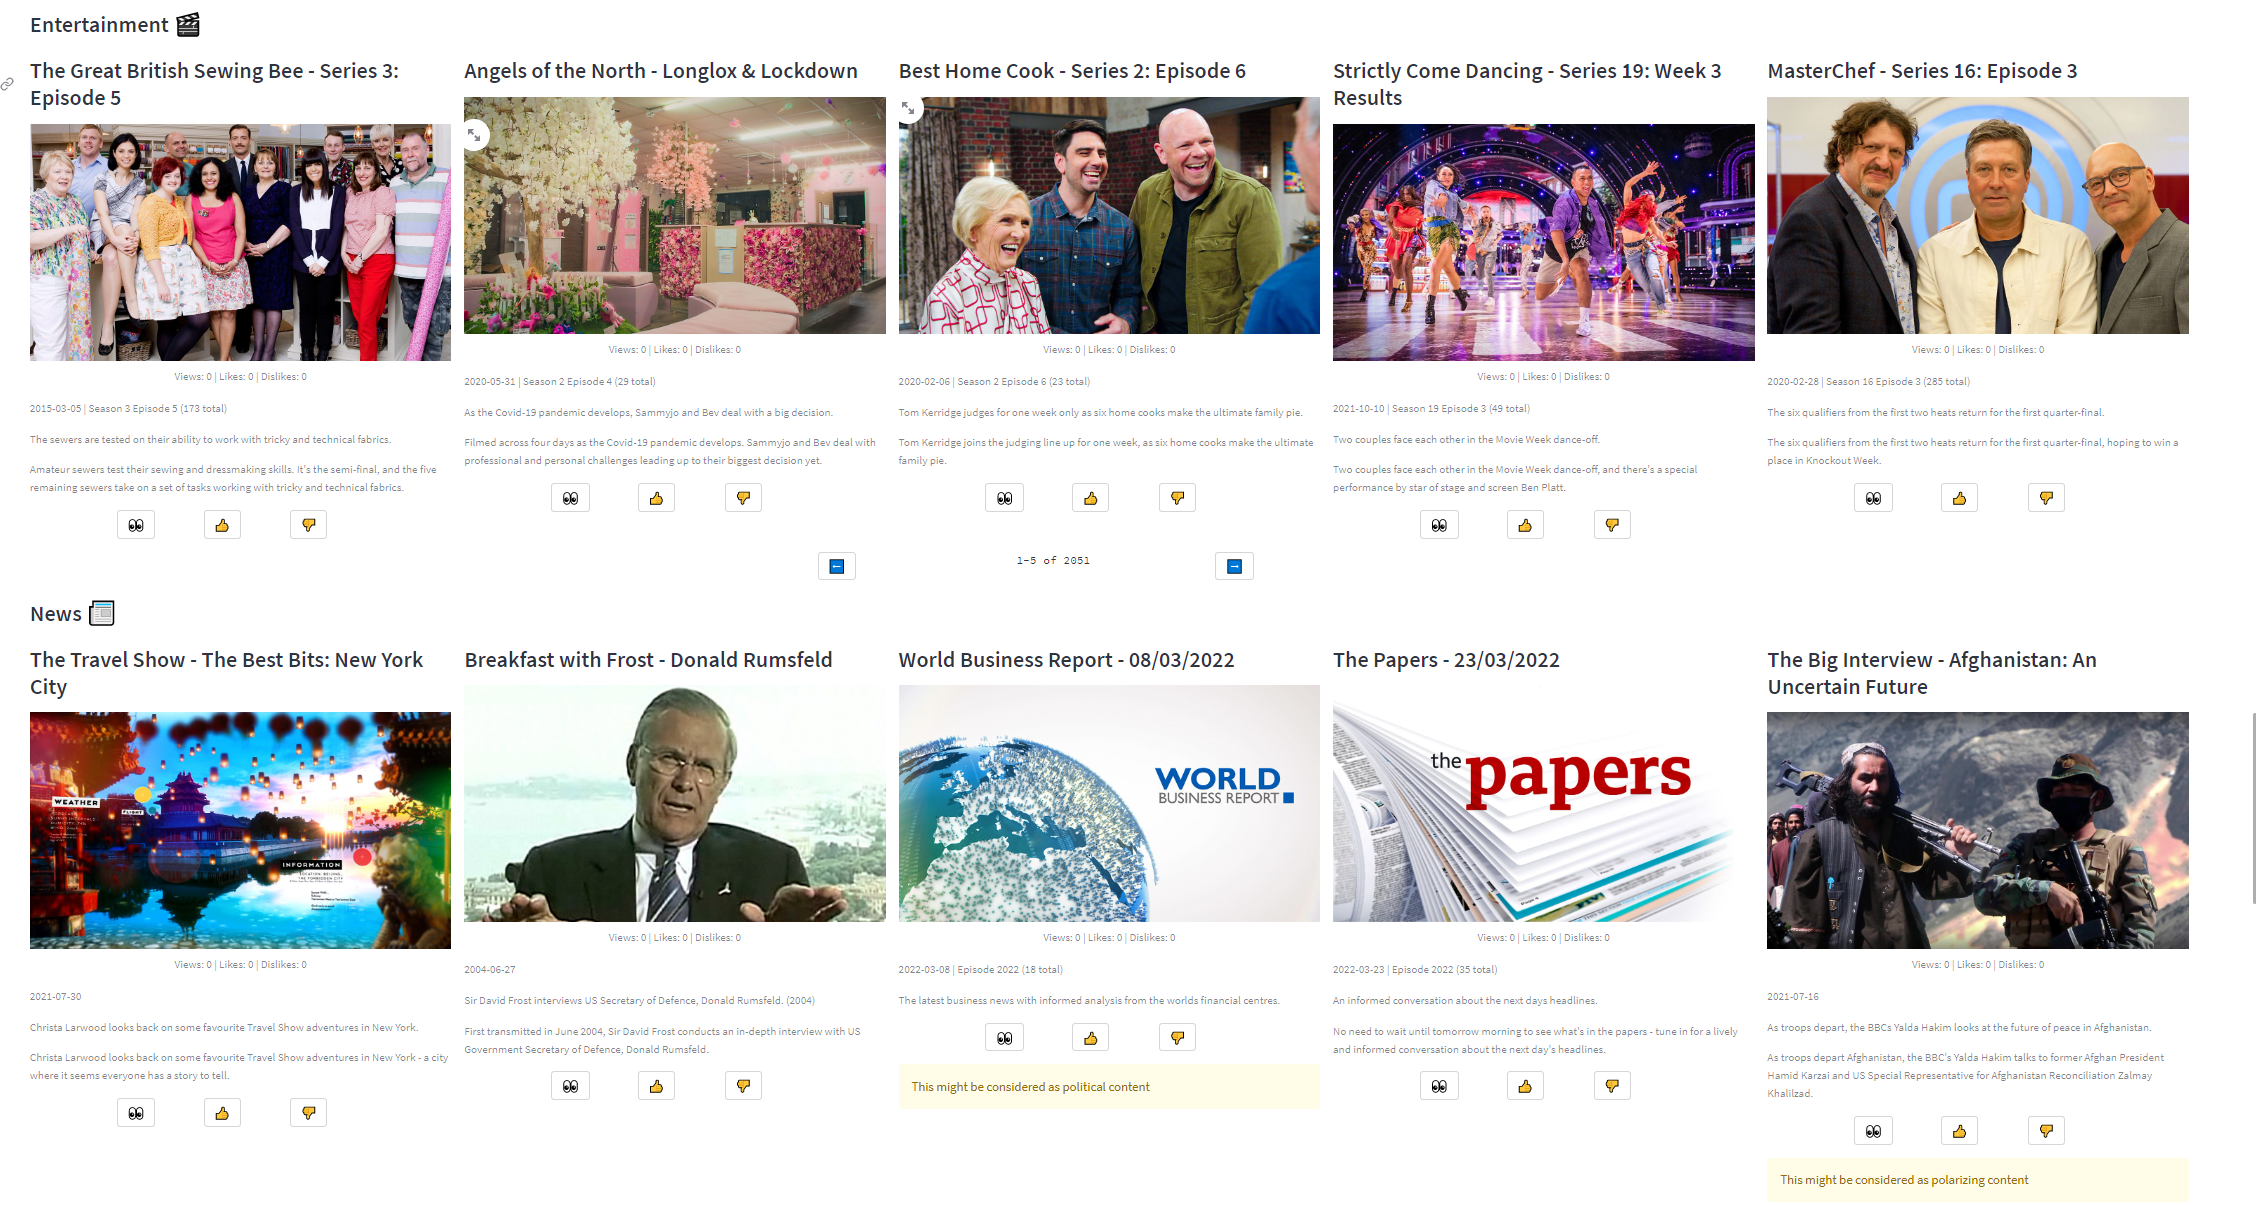 Entertainment 🎬
The Great British Sewing Bee - Series 3:
Episode 5
Views: 0 | Likes: 0 | Dislikes: 0
2015-03-05 | Season 3 Episode 5 (173 total)
The sewers are tested on their ability to work with tricky and technical fabrics.
Amateur sewers test their sewing and dressmaking skills. It's the semi-final, and the five
remaining sewers take on a set of tasks working with tricky and technical fabrics.
Angels of the North - Longlox & Lockdown
Views: 0 | Likes: 0 | Dislikes: 0
2020-05-31 | Season 2 Episode 4 (29 total)
As the Covid-19 pandemic develops, Sammyjo and Bev deal with a big decision.
Filmed across four days as the Covid-19 pandemic develops. Sammyjo and Bev deal with
professional and personal challenges leading up to their biggest decision yet.
Best Home Cook - Series 2: Episode 6
Views: 0 | Likes: 0 | Dislikes: 0
2020-02-06 | Season 2 Episode 6 (23 total)
Tom Kerridge judges for one week only as six home cooks make the ultimate family pie.
Tom Kerridge joins the judging line up for one week, as six home cooks make the ultimate
family pie.
Strictly Come Dancing - Series 19: Week 3
Results
Views: 0 | Likes: 0 | Dislikes: 0
2021-10-10 | Season 19 Episode 3 (49 total)
Two couples face each other in the Movie Week dance-off.
Two couples face each other in the Movie Week dance-off, and there's a special
performance by star of stage and screen Ben Platt.
MasterChef - Series 16: Episode 3
Views: 0 | Likes: 0 | Dislikes: 0
2020-02-28 | Season 16 Episode 3 (285 total)
The six qualifiers from the first two heats return for the first quarter-final.
The six qualifiers from the first two heats return for the first quarter-final, hoping to win a
place in Knockout Week.
1-5 of 2051
News 📰
The Travel Show - The Best Bits: New York
City
WEATHER
FLIGHT
INFORMATION
LOCATION: BEIJING,
THE FORBIDDEN CITY
Views: 0 | Likes: 0 | Dislikes: 0
2021-07-30
Christa Larwood looks back on some favourite Travel Show adventures in New York.
Christa Larwood looks back on some favourite Travel Show adventures in New York - a city
where it seems everyone has a story to tell.
Breakfast with Frost - Donald Rumsfeld
Views: 0 | Likes: 0 | Dislikes: 0
2004-06-27
Sir David Frost interviews US Secretary of Defence, Donald Rumsfeld. (2004)
First transmitted in June 2004, Sir David Frost conducts an in-depth interview with US
Government Secretary of Defence, Donald Rumsfeld.
World Business Report - 08/03/2022
WORLD
BUSINESS REPORT
Views: 0 | Likes: 0 | Dislikes: 0
2022-03-08 | Episode 2022 (18 total)
The latest business news with informed analysis from the worlds financial centres.
This might be considered as political content
The Papers - 23/03/2022
the papers
Views: 0 | Likes: 0 | Dislikes: 0
2022-03-23 | Episode 2022 (35 total)
An informed conversation about the next days headlines.
No need to wait until tomorrow morning to see what's in the papers - tune in for a lively
and informed conversation about the next day's headlines.
The Big Interview - Afghanistan: An
Uncertain Future
Views: 0 | Likes: 0 | Dislikes: 0
2021-07-16
As troops depart, the BBCs Yalda Hakim looks at the future of peace in Afghanistan.
As troops depart Afghanistan, the BBC's Yalda Hakim talks to former Afghan President
Hamid Karzai and US Special Representative for Afghanistan Reconciliation Zalmay
Khalilzad.
This might be considered as polarizing content